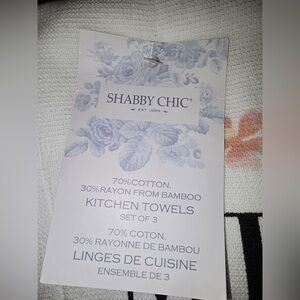 SHABBY CHIC®
EST 1989
70% COTTON,
30% RAYON FROM BAMBOO
KITCHEN TOWELS
SET OF 3
70% COTON,
30% RAYONNE DE BAMBOU
LINGES DE CUISINE
ENSEMBLE DE 3